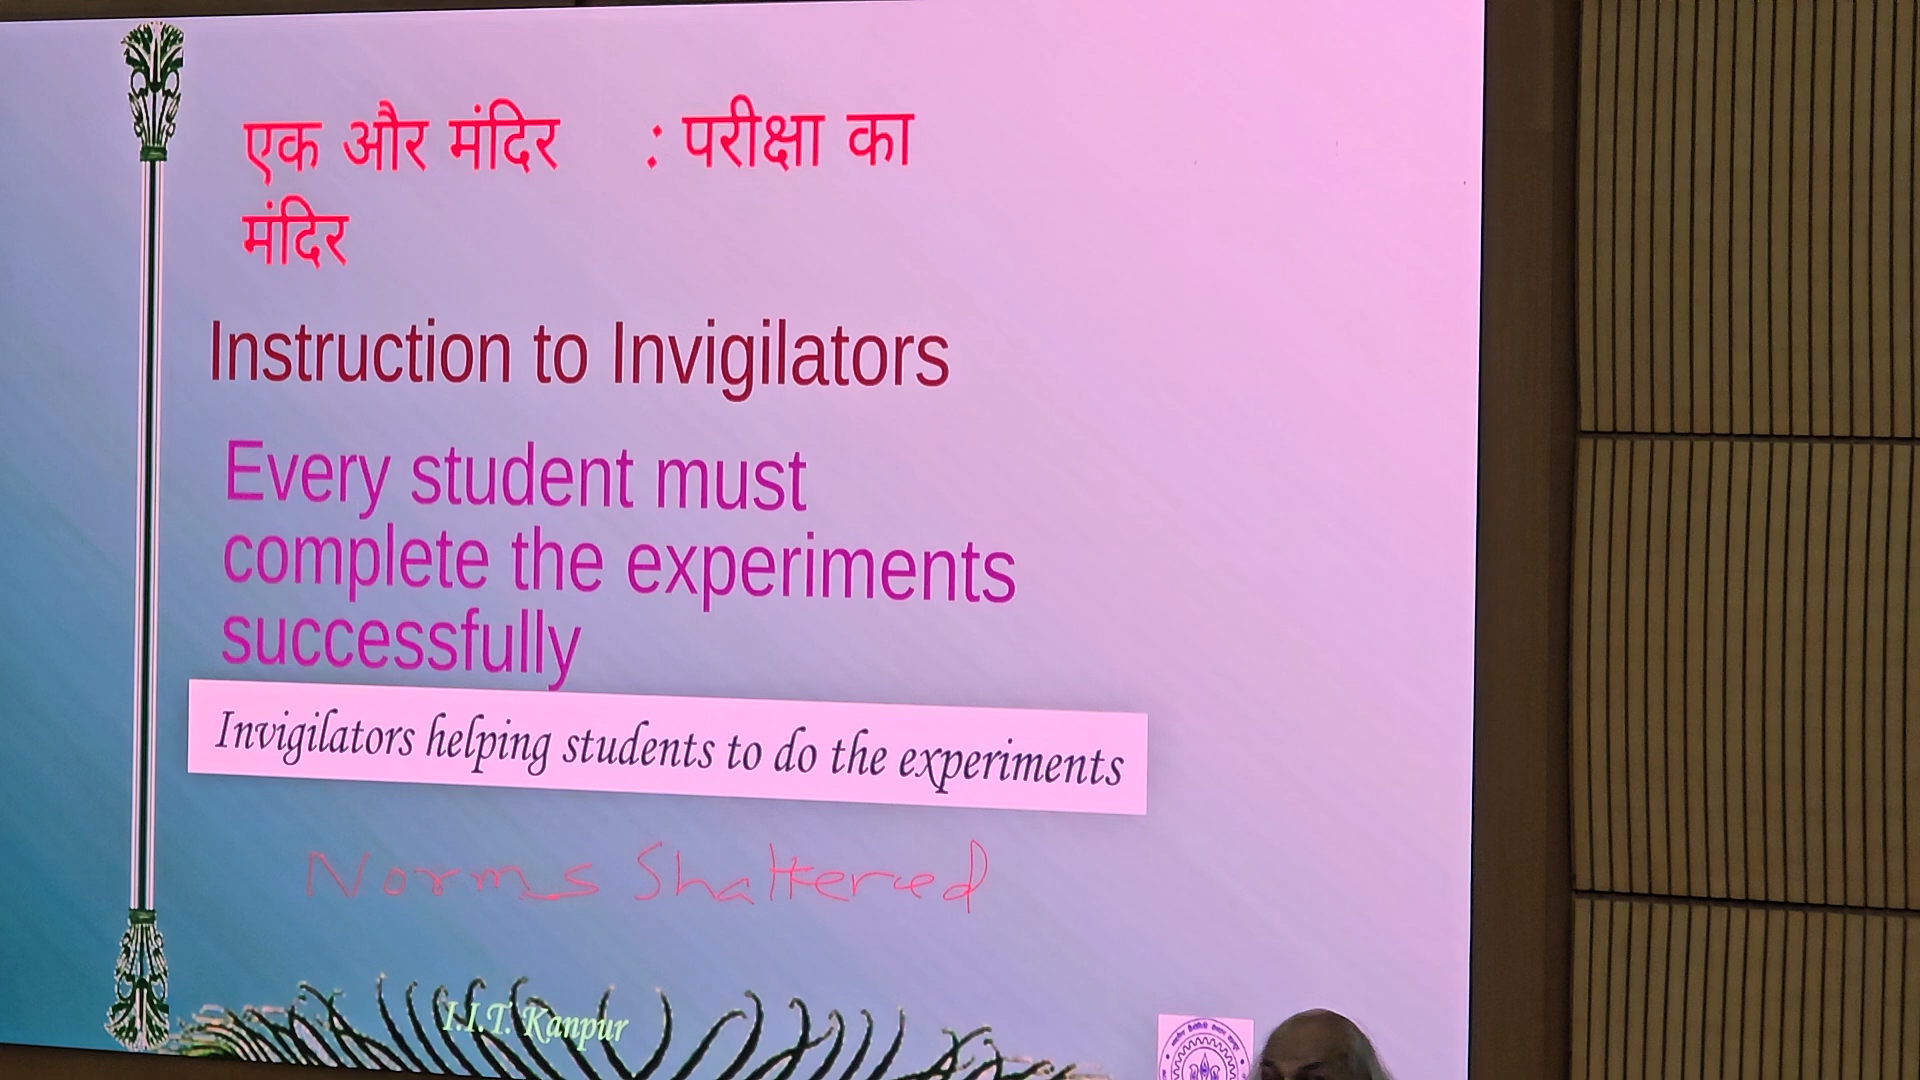 एक और मंदिर : परीक्षा का
मंदिर
Instruction to Invigilators
Every student must
complete the experiments
successfully
Invigilators helping students to do the experiments
Norms Shattered
I.I.T. Kanpur